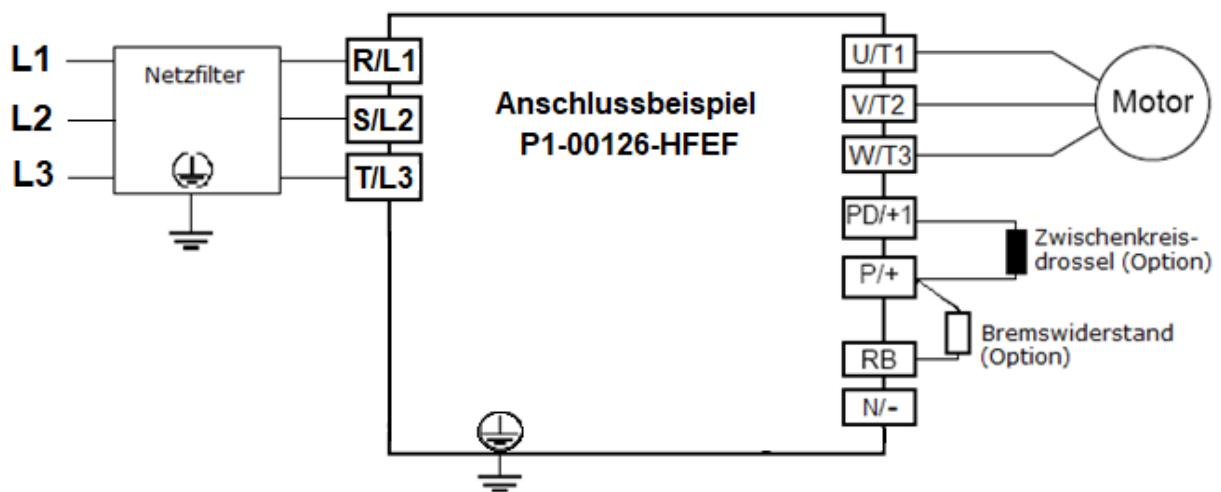 L1
L2
L3
Netzfilter
R/L1
S/L2
T/L3
Anschlussbeispiel
P1-00126-HFEF
U/T1
V/T2
W/T3
Motor
PD/+1
P/+
Zwischenkreis-
drossel (Option)
RB
Bremswiderstand
(Option)
N/-